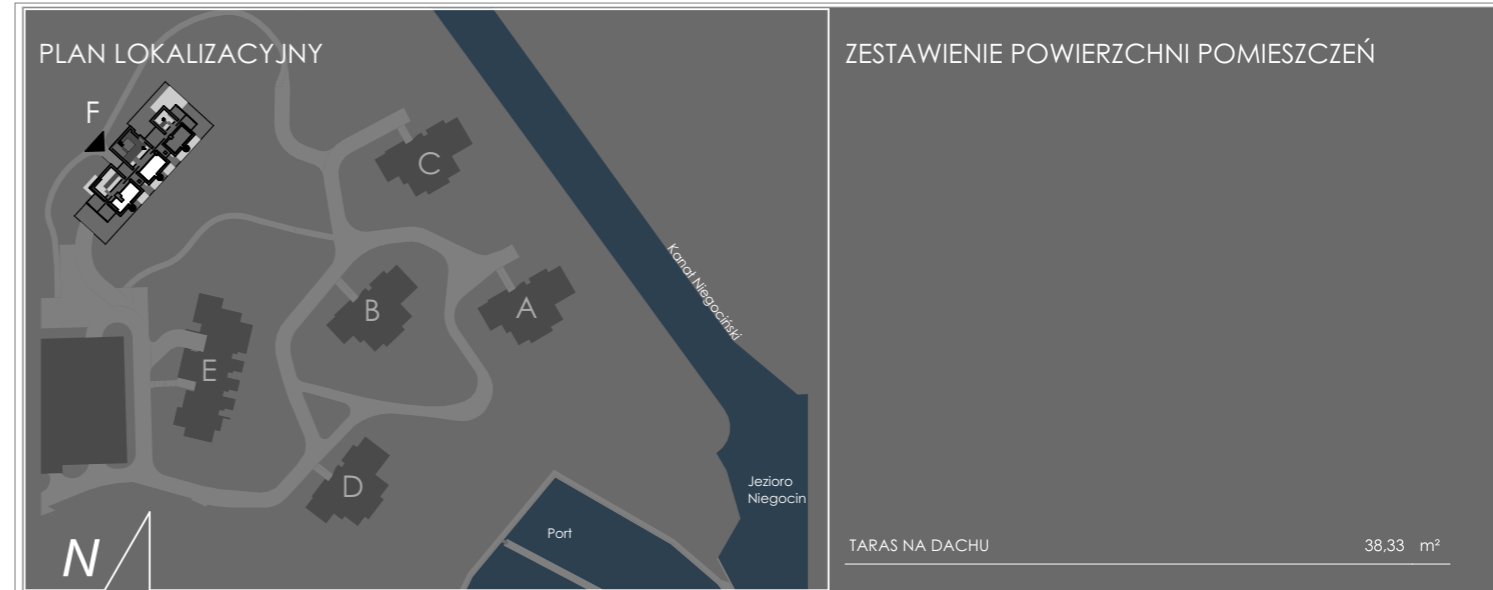 PLAN LOKALIZACYJNY
F
C
B
A
E
D
Kanał Niegociński
Jezioro
Niegocin
Port
N
ZESTAWIENIE POWIERZCHNI POMIESZCZEŃ
TARAS NA DACHU 38,33 m²